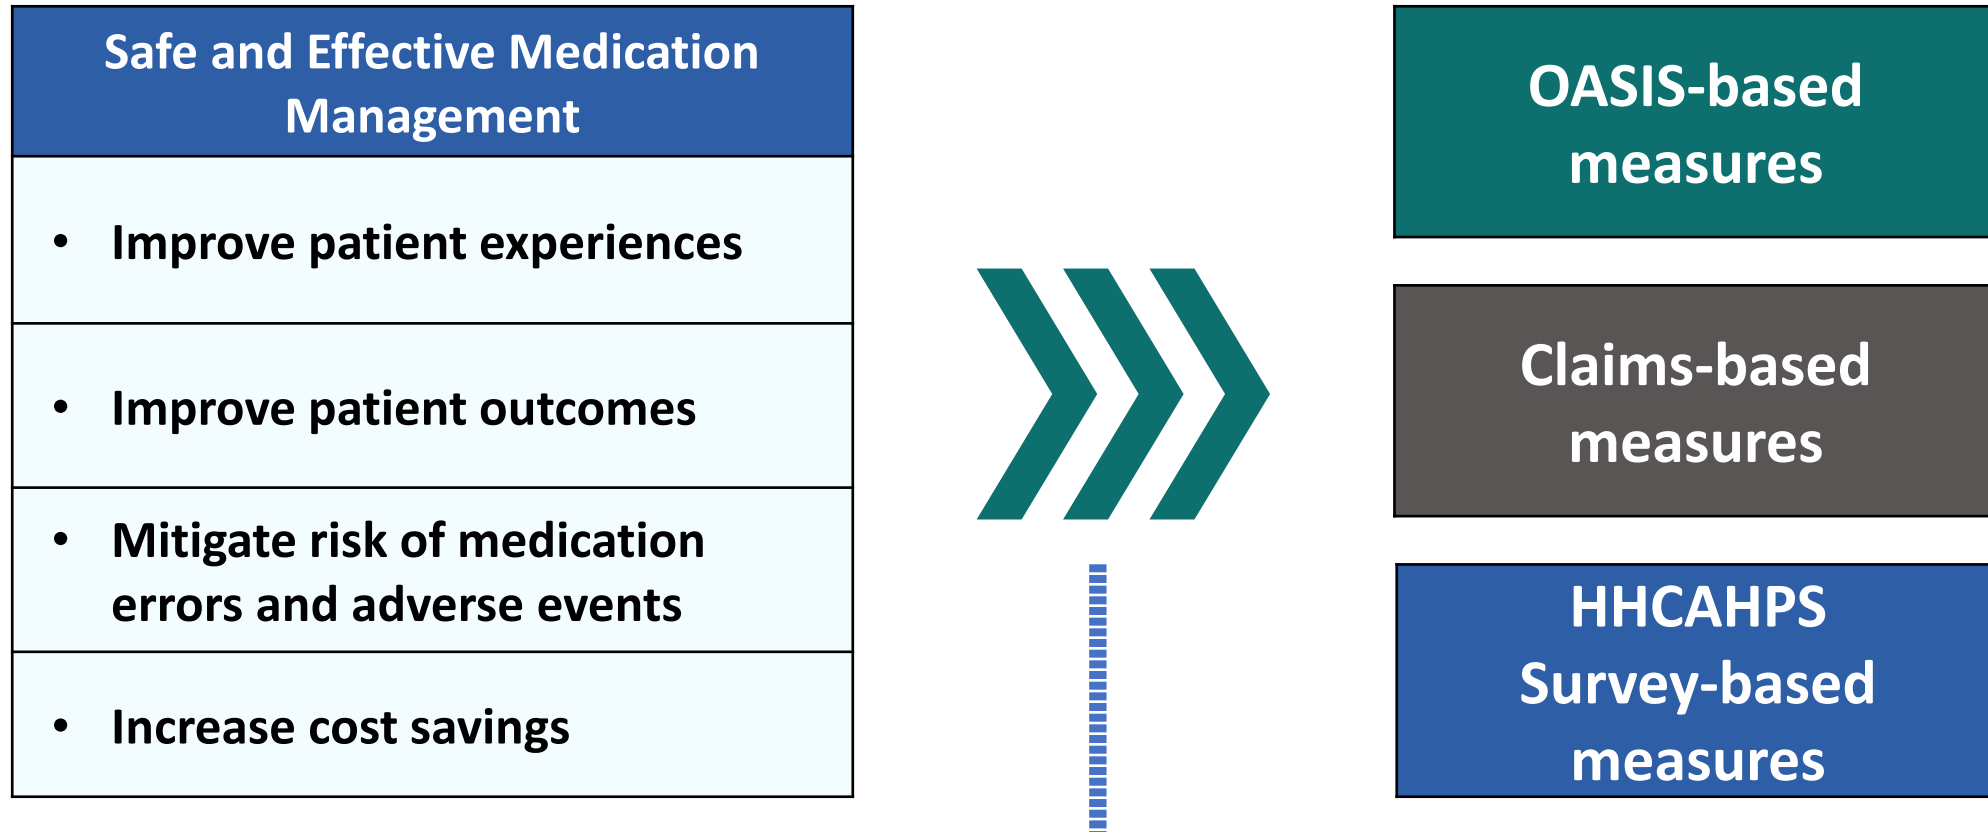 Safe and Effective Medication
Management
• Improve patient experiences
• Improve patient outcomes
• Mitigate risk of medication
errors and adverse events
• Increase cost savings
OASIS-based
measures
Claims-based
measures
HHCAHPS
Survey-based
measures